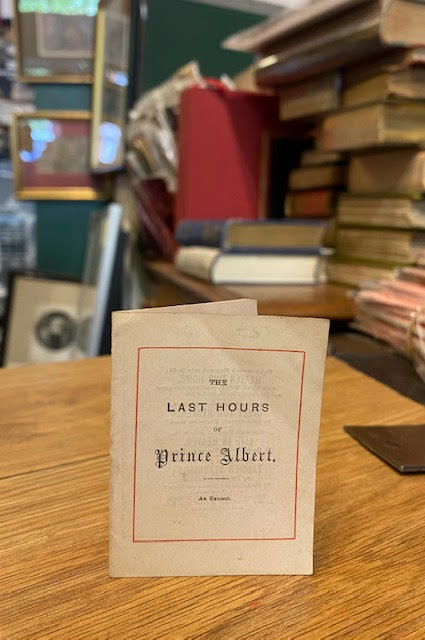 THE
LAST HOURS
OF
Prince Albert.
An Extract.